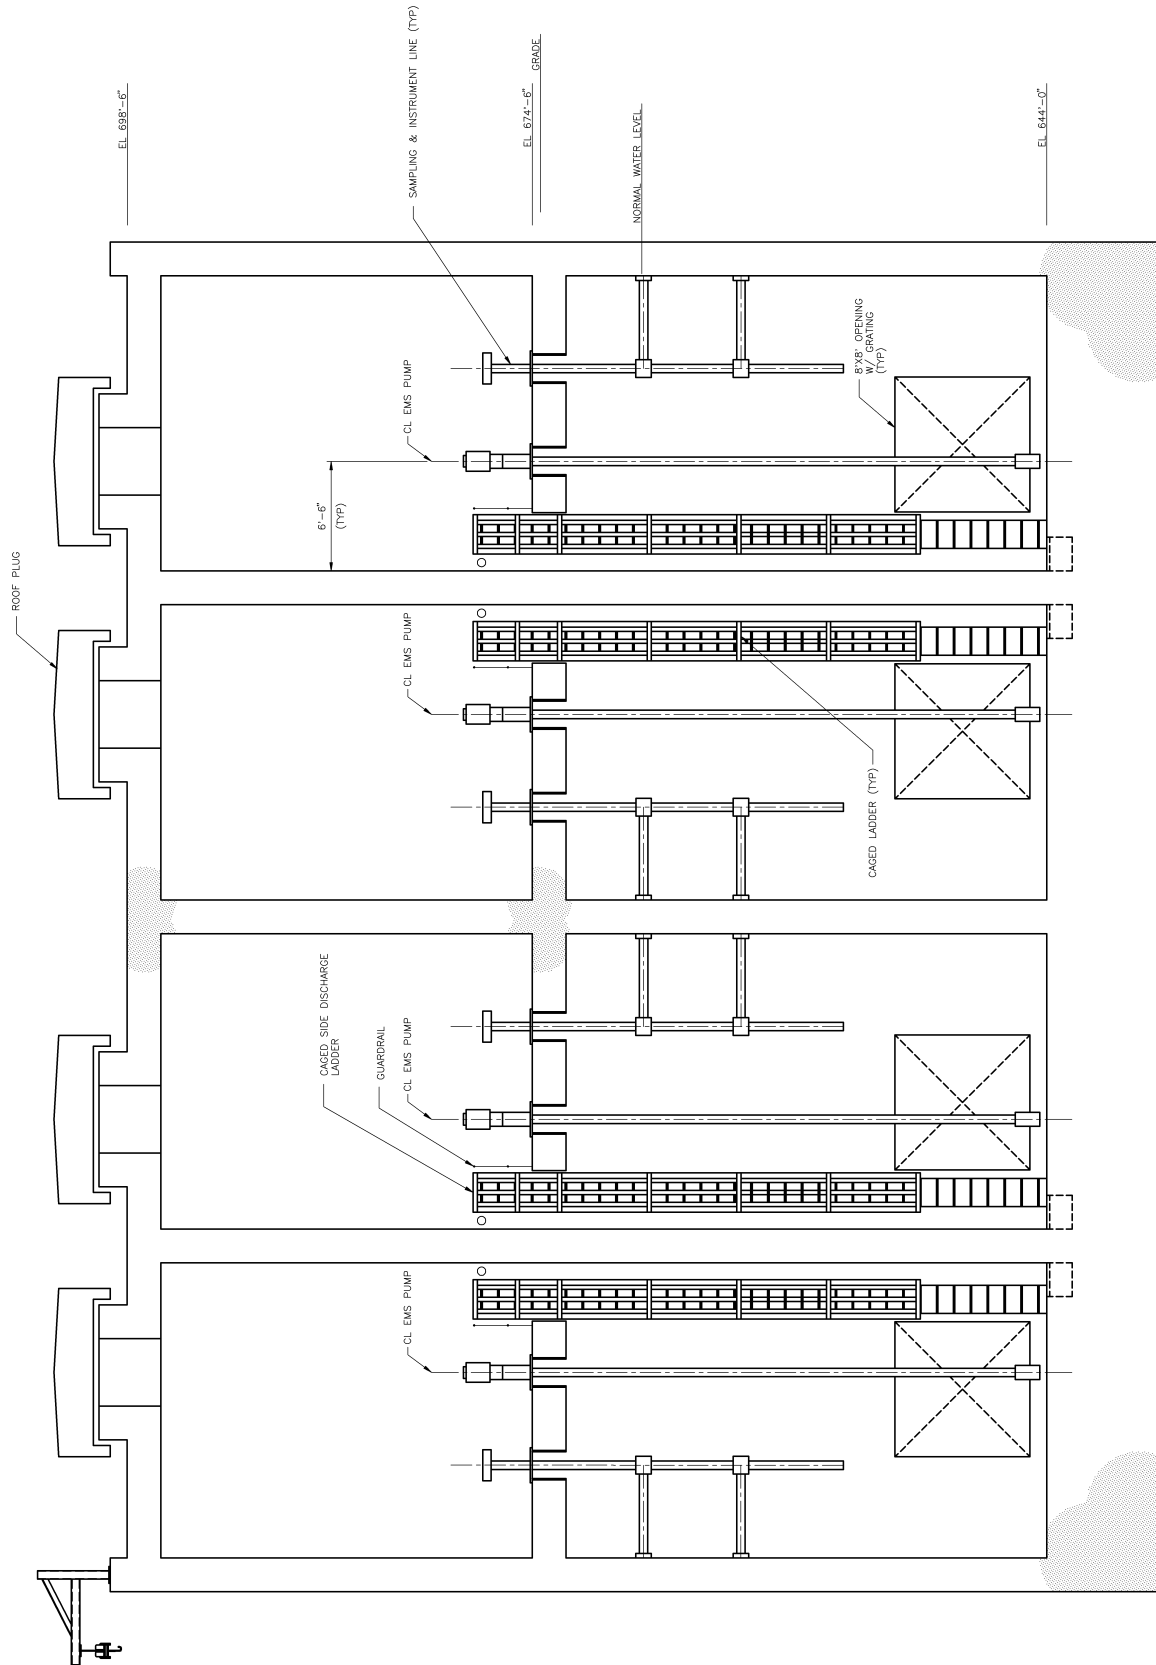 ROOF PLUG
EL 698'-6"
SAMPLING & INSTRUMENT LINE (TYP)
EL 674'-6"
GRADE
NORMAL WATER LEVEL
EL 644'-0"
CL EMS PUMP
6'-6"
(TYP)
8'X8' OPENING
W/ GRATING
(TYP)
CL EMS PUMP
CAGED LADDER (TYP)
CAGED SIDE DISCHARGE
LADDER
GUARDRAIL
CL EMS PUMP
CL EMS PUMP